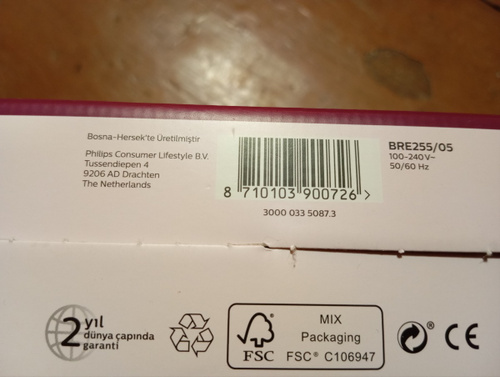 Bosna-Hersek'te Üretilmiştir
Philips Consumer Lifestyle B.V.
Tussendiepen 4
9206 AD Drachten
The Netherlands
8 710103 900726 >
3000 033 5087.3
BRE255/05
100-240V~
50/60 Hz
2 yıl
dünya çapında
garanti
FSC
MIX
Packaging
FSC® C106947
®
CE